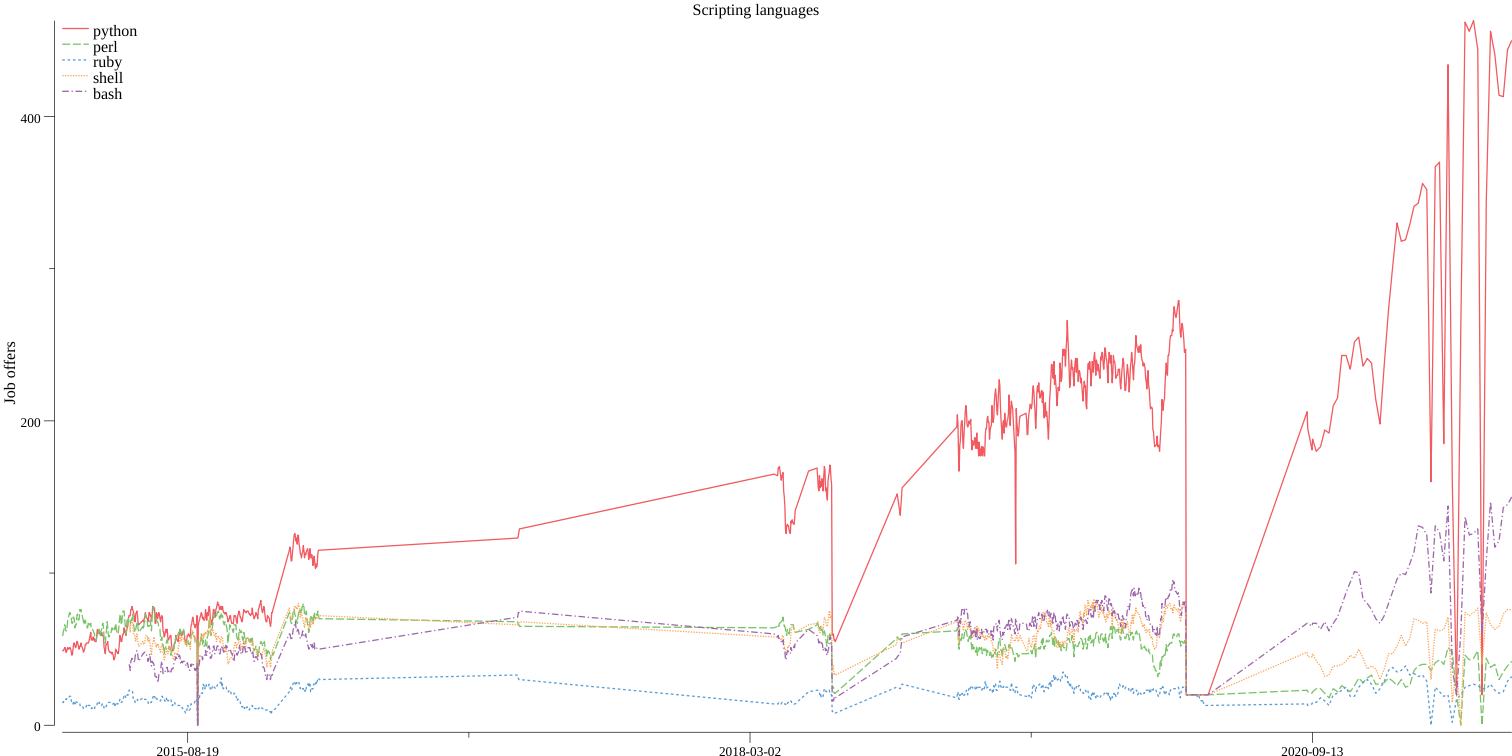 Scripting languages
python
perl
ruby
shell
bash
400
200
0
Job offers
2015-08-19
2018-03-02
2020-09-13